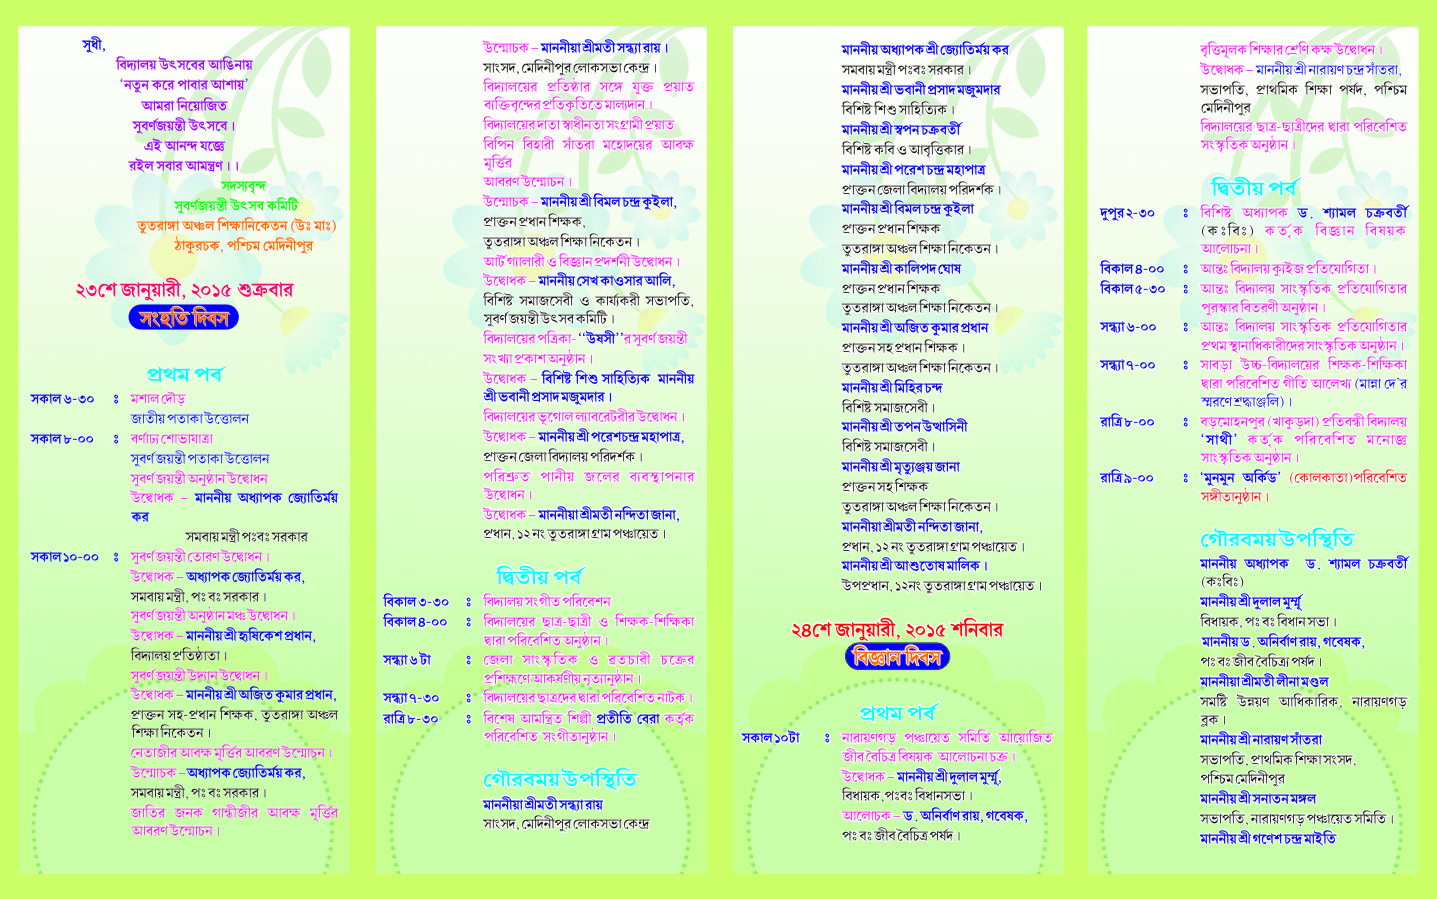 সুধী,
বিদ্যালয় উৎসবের আঙিনায়
‘নতুন করে পাবার আশায়’
আমরা নিয়োজিত
সুবর্ণজয়ন্তী উৎসবে।
এই আনন্দ যজ্ঞে
রইল সবার আমন্ত্রণ।।
সদস্যবৃন্দ
সুবর্ণজয়ন্তী উৎসব কমিটি
তুতরাঙ্গা অঞ্চল শিক্ষানিকেতন (উঃ মাঃ)
ঠাকুরচক, পশ্চিম মেদিনীপুর
২৩শে জানুয়ারী, ২০১৫ শুক্রবার
সংহতি দিবস
প্রথম পর্ব
সকাল ৬-৩০ ঃ মশাল দৌড়
জাতীয় পতাকা উত্তোলন
সকাল ৮-০০ ঃ বর্ণাঢ্য শোভাযাত্রা
সুবর্ণ জয়ন্তী পতাকা উত্তোলন
সুবর্ণ জয়ন্তী অনুষ্ঠান উদ্বোধন
উদ্বোধক – মাননীয় অধ্যাপক জ্যোতির্ময়
কর
সমবায় মন্ত্রী পঃ বঃ সরকার
সকাল ১০-০০ ঃ সুবর্ণ জয়ন্তী তোরণ উদ্বোধন।
উদ্বোধক – অধ্যাপক জ্যোতির্ময় কর,
সমবায় মন্ত্রী, পঃ বঃ সরকার।
সুবর্ণ জয়ন্তী অনুষ্ঠান মঞ্চ উদ্বোধন।
উদ্বোধক – মাননীয় শ্রী হৃষিকেশ প্রধান,
বিদ্যালয় প্রতিষ্ঠাতা।
সুবর্ণ জয়ন্তী উদ্যান উদ্বোধন।
উদ্বোধক – মাননীয় শ্রী অজিত কুমার প্রধান,
প্রাক্তন সহ-প্রধান শিক্ষক, তুতরাঙ্গা অঞ্চল
শিক্ষা নিকেতন।
নেতাজীর আবক্ষ মূর্ত্তির আবরণ উন্মোচন।
উন্মোচক – অধ্যাপক জ্যোতির্ময় কর,
সমবায় মন্ত্রী, পঃ বঃ সরকার।
জাতির জনক গান্ধীজীর আবক্ষ মূর্ত্তির
আবরণ উন্মোচন।
উন্মোচক – মাননীয়া শ্রীমতী সন্ধ্যা রায়।
সাংসদ, মেদিনীপুর লোকসভা কেন্দ্র।
বিদ্যালয়ের প্রতিষ্ঠার সঙ্গে যুক্ত প্রয়াত
ব্যক্তিবৃন্দের প্রতিকৃতিতে মাল্যদান।
বিদ্যালয়ের দাতা স্বাধীনতা সংগ্রামী প্রয়াত
বিপিন বিহারী সাঁতরা মহোদয়ের আবক্ষ
মূর্ত্তির
আবরণ উন্মোচন।
উন্মোচক – মাননীয় শ্রী বিমল চন্দ্র কুইলা,
প্রাক্তন প্রধান শিক্ষক,
তুতরাঙ্গা অঞ্চল শিক্ষা নিকেতন।
আর্ট গ্যালারী ও বিজ্ঞান প্রদর্শনী উদ্বোধন।
উদ্বোধক – মাননীয় সেখ কাওসার আলি,
বিশিষ্ট সমাজসেবী ও কার্য্যকরী সভাপতি,
সুবর্ণ জয়ন্তী উৎসব কমিটি।
বিদ্যালয়ের পত্রিকা- ‘‘উষসী’’র সুবর্ণ জয়ন্তী
সংখ্যা প্রকাশ অনুষ্ঠান।
উদ্বোধক – বিশিষ্ট শিশু সাহিত্যিক মাননীয়
শ্রী ভবানী প্রসাদ মজুমদার।
বিদ্যালয়ের ভূগোল ল্যাবরেটরীর উদ্বোধন।
উদ্বোধক – মাননীয় শ্রী পরেশচন্দ্র মহাপাত্র,
প্রাক্তন জেলা বিদ্যালয় পরিদর্শক।
পরিশ্রুত পানীয় জলের ব্যবস্থাপনার
উদ্বোধন।
উদ্বোধক – মাননীয়া শ্রীমতী নন্দিতা জানা,
প্রধান, ১২ নং তুতরাঙ্গা গ্রাম পঞ্চায়েত।
দ্বিতীয় পর্ব
বিকাল ৩-৩০ ঃ বিদ্যালয় সংগীত পরিবেশন
বিকাল ৪-০০ ঃ বিদ্যালয়ের ছাত্র-ছাত্রী ও শিক্ষক-শিক্ষিকা
দ্বারা পরিবেশিত অনুষ্ঠান।
সন্ধ্যা ৬ টা ঃ জেলা সাংস্কৃতিক ও ব্রতচারী চক্রের
প্রশিক্ষণে আকর্ষণীয় নৃত্যানুষ্ঠান।
সন্ধ্যা ৭-৩০ ঃ বিদ্যালয়ের ছাত্রদের দ্বারা পরিবেশিত নাটক।
রাত্রি ৮-৩০ ঃ বিশেষ আমন্ত্রিত শিল্পী প্রতীতি বেরা কর্তৃক
পরিবেশিত সংগীতানুষ্ঠান।
গৌরবময় উপস্থিতি
মাননীয়া শ্রীমতী সন্ধ্যা রায়
সাংসদ, মেদিনীপুর লোকসভা কেন্দ্র
মাননীয় অধ্যাপক শ্রী জ্যোতির্ময় কর
সমবায় মন্ত্রী পঃ বঃ সরকার।
মাননীয় শ্রী ভবানী প্রসাদ মজুমদার
বিশিষ্ট শিশু সাহিত্যিক।
মাননীয় শ্রী স্বপন চক্রবর্তী
বিশিষ্ট কবি ও আবৃত্তিকার।
মাননীয় শ্রী পরেশ চন্দ্র মহাপাত্র
প্রাক্তন জেলা বিদ্যালয় পরিদর্শক।
মাননীয় শ্রী বিমল চন্দ্র কুইলা
প্রাক্তন প্রধান শিক্ষক
তুতরাঙ্গা অঞ্চল শিক্ষা নিকেতন।
মাননীয় শ্রী কালিপদ ঘোষ
প্রাক্তন প্রধান শিক্ষক
তুতরাঙ্গা অঞ্চল শিক্ষা নিকেতন।
মাননীয় শ্রী অজিত কুমার প্রধান
প্রাক্তন সহ প্রধান শিক্ষক।
তুতরাঙ্গা অঞ্চল শিক্ষা নিকেতন।
মাননীয় শ্রী মিহির চন্দ
বিশিষ্ট সমাজসেবী।
মাননীয় শ্রী তপন উত্থাসিনী
বিশিষ্ট সমাজসেবী।
মাননীয় শ্রী মৃত্যুঞ্জয় জানা
প্রাক্তন সহ শিক্ষক
তুতরাঙ্গা অঞ্চল শিক্ষা নিকেতন।
মাননীয়া শ্রীমতী নন্দিতা জানা,
প্রধান, ১২ নং তুতরাঙ্গা গ্রাম পঞ্চায়েত।
মাননীয় শ্রী আশুতোষ মালিক।
উপপ্রধান, ১২নং তুতরাঙ্গা গ্রাম পঞ্চায়েত।
২৪শে জানুয়ারী, ২০১৫ শনিবার
বিজ্ঞান দিবস
প্রথম পর্ব
সকাল ১০টা ঃ নারায়ণগড় পঞ্চায়েত সমিতি আয়োজিত
জীব বৈচিত্র বিষয়ক আলোচনা চক্র।
উদ্বোধক – মাননীয় শ্রী দুলাল মুর্ম্মূ,
বিধায়ক, পঃবঃ বিধানসভা।
আলোচক – ড. অনির্বাণ রায়, গবেষক,
পঃ বঃ জীব বৈচিত্র পর্ষদ।
বৃত্তিমূলক শিক্ষার শ্রেণি কক্ষ উদ্বোধন।
উদ্বোধক – মাননীয় শ্রী নারায়ণ চন্দ্র সাঁতরা,
সভাপতি, প্রাথমিক শিক্ষা পর্ষদ, পশ্চিম
মেদিনীপুর
বিদ্যালয়ের ছাত্র-ছাত্রীদের দ্বারা পরিবেশিত
সংস্কৃতিক অনুষ্ঠান।
দ্বিতীয় পর্ব
দুপুর ২-৩০ ঃ বিশিষ্ট অধ্যাপক ড. শ্যামল চক্রবর্তী
(কঃবিঃ) কর্তৃক বিজ্ঞান বিষয়ক
আলোচনা।
বিকাল ৪-০০ ঃ আন্তঃ বিদ্যালয় ক্যুইজ প্রতিযোগিতা।
বিকাল ৫-৩০ ঃ আন্তঃ বিদ্যালয় সাংস্কৃতিক প্রতিযোগিতার
পুরস্কার বিতরণী অনুষ্ঠান।
সন্ধ্যা ৬-০০ ঃ আন্তঃ বিদ্যালয় সাংস্কৃতিক প্রতিযোগিতার
প্রথম স্থানাধিকারীদের সাংস্কৃতিক অনুষ্ঠান।
সন্ধ্যা ৭-০০ ঃ সাবড়া উচ্চ-বিদ্যালয়ের শিক্ষক-শিক্ষিকা
দ্বারা পরিবেশিত গীতি আলেখ্য (মান্না দে’র
স্মরণে শ্রদ্ধাঞ্জলি)।
রাত্রি ৮-০০ ঃ বড়মোহনপুর (খাকুড়দা) প্রতিবন্ধী বিদ্যালয়
‘সাথী’ কর্তৃক পরিবেশিত মনোজ্ঞ
সাংস্কৃতিক অনুষ্ঠান।
রাত্রি ৯-০০ ঃ ‘মুনমুন অর্কিড’ (কোলকাতা)পরিবেশিত
সঙ্গীতানুষ্ঠান।
গৌরবময় উপস্থিতি
মাননীয় অধ্যাপক ড. শ্যামল চক্রবর্তী
(কঃবিঃ)
মাননীয় শ্রী দুলাল মুর্ম্মূ
বিধায়ক, পঃ বঃ বিধান সভা।
মাননীয় ড. অনির্বাণ রায়, গবেষক,
পঃ বঃ জীব বৈচিত্র্য পর্ষদ।
মাননীয়া শ্রীমতী লীনা মণ্ডল
সমষ্টি উন্নয়ণ আধিকারিক, নারায়ণগড়
ব্লক।
মাননীয় শ্রী নারায়ণ সাঁতরা
সভাপতি, প্রাথমিক শিক্ষা সংসদ,
পশ্চিম মেদিনীপুর
মাননীয় শ্রী সনাতন মঙ্গল
সভাপতি, নারায়ণগড় পঞ্চায়েত সমিতি।
মাননীয় শ্রী গণেশ চন্দ্র মাইতি